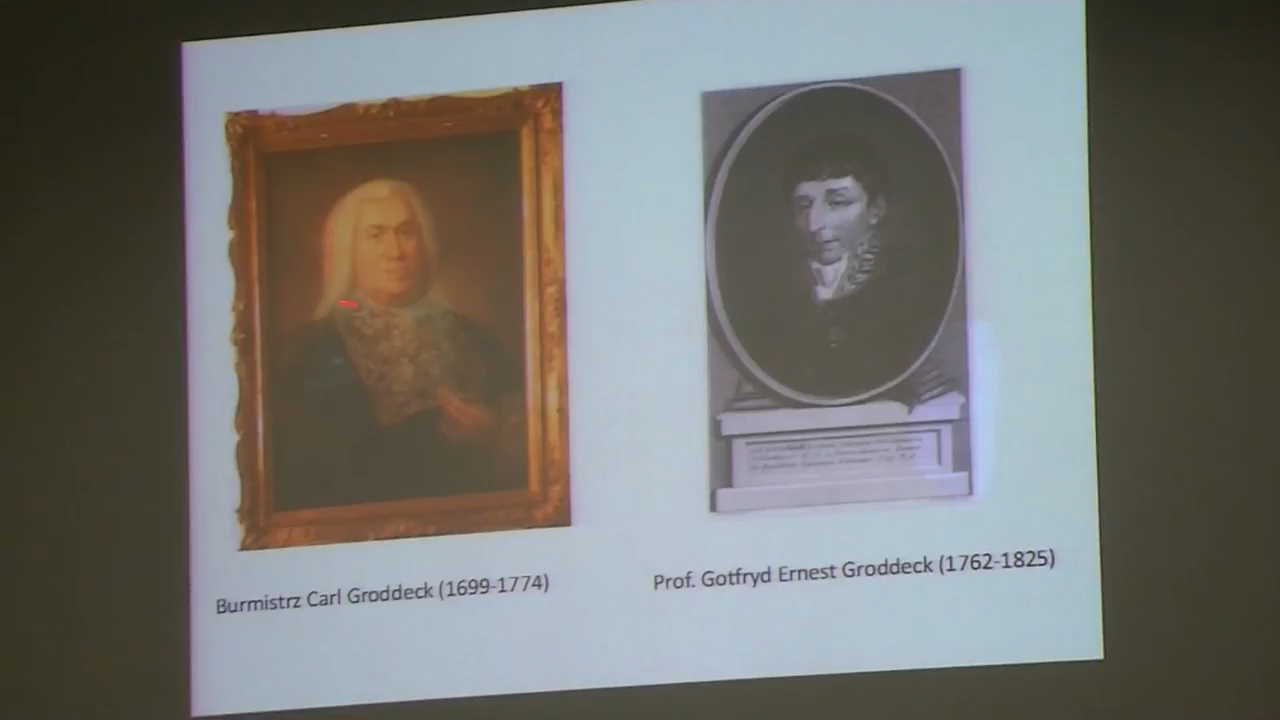 Burmistrz Carl Groddeck (1699-1774)
Prof. Gotfryd Ernest Groddeck (1762-1825)